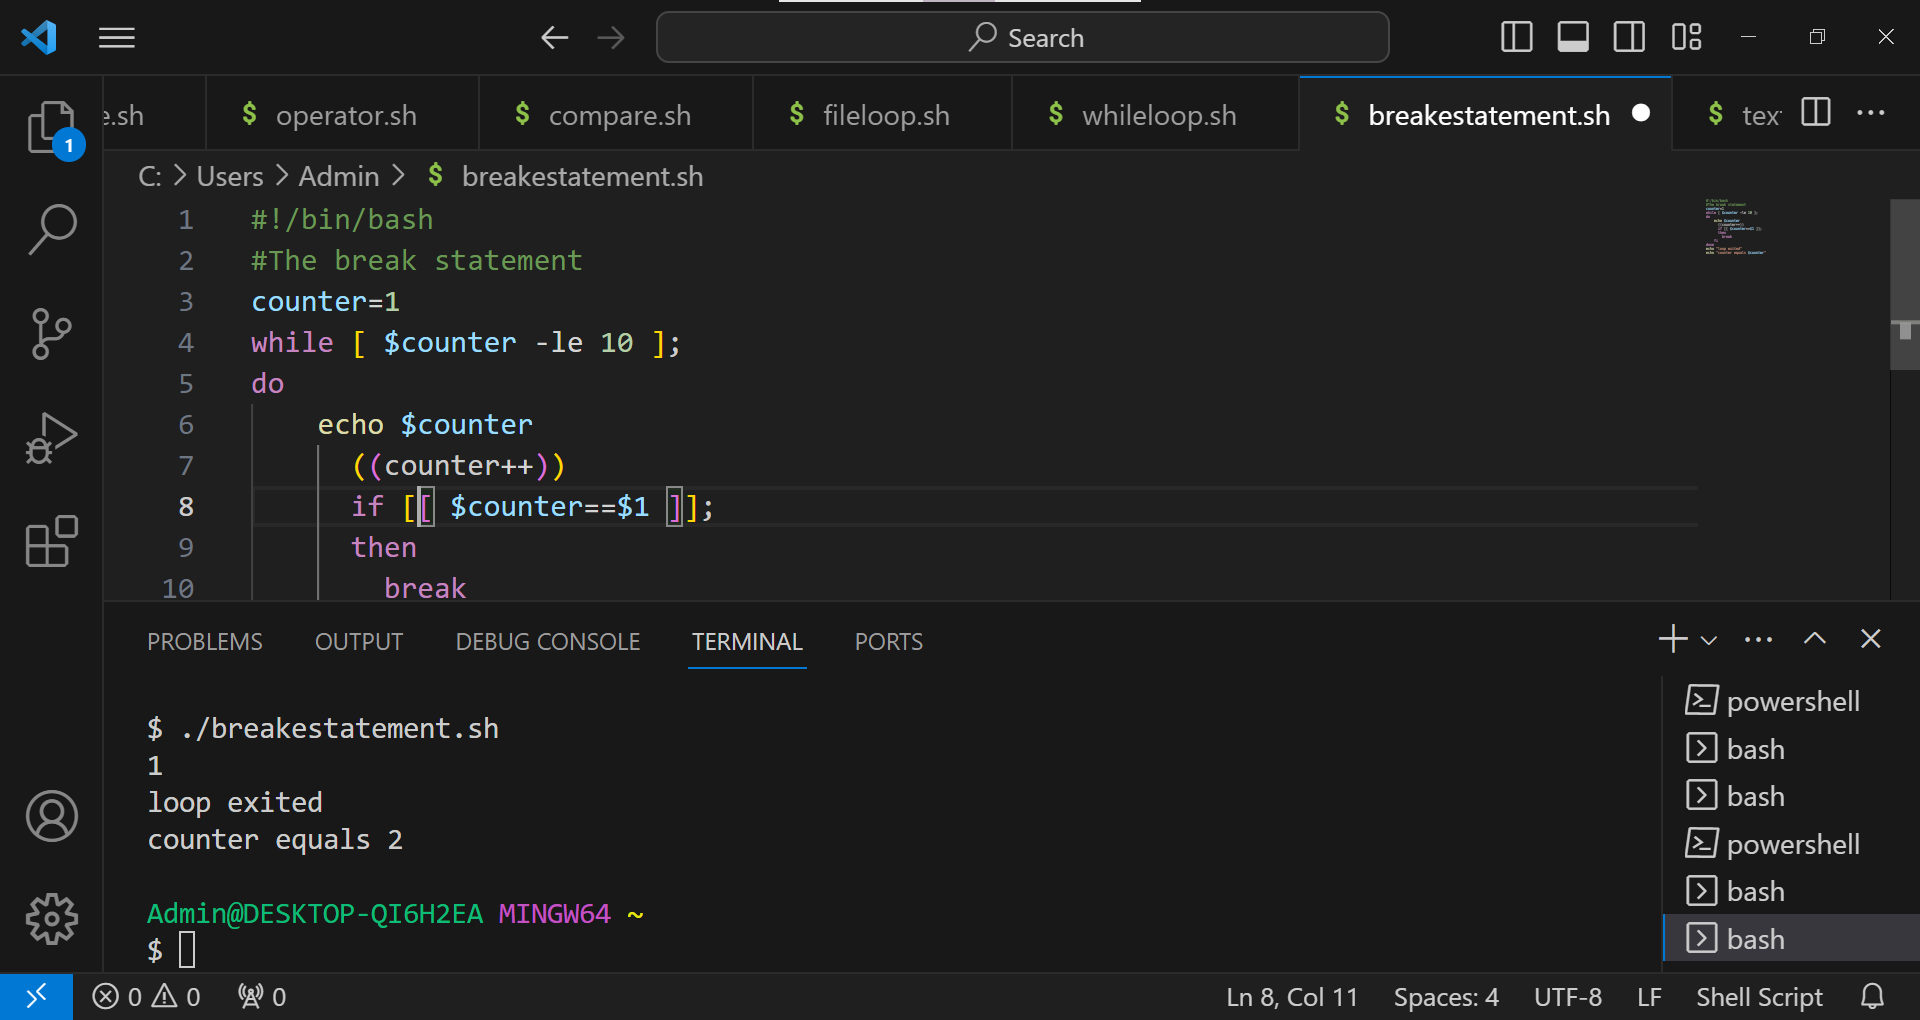 Search
e.sh
$ operator.sh
$ compare.sh
$ fileloop.sh
$ whileloop.sh
$ breakestatement.sh
$ tex
1
C: > Users > Admin > $ breakestatement.sh
1 #!/bin/bash
2 #The break statement
3 counter=1
4 while [ $counter -le 10 ];
5 do
6 echo $counter
7 ((counter++))
8 if [[ $counter==$1 ]];
9 then
10 break
PROBLEMS OUTPUT DEBUG CONSOLE TERMINAL PORTS
$ ./breakestatement.sh
1
loop exited
counter equals 2
Admin@DESKTOP-QI6H2EA MINGW64 ~
$
powershell
bash
bash
powershell
bash
bash
0 0 0
Ln 8, Col 11 Spaces: 4 UTF-8 LF Shell Script